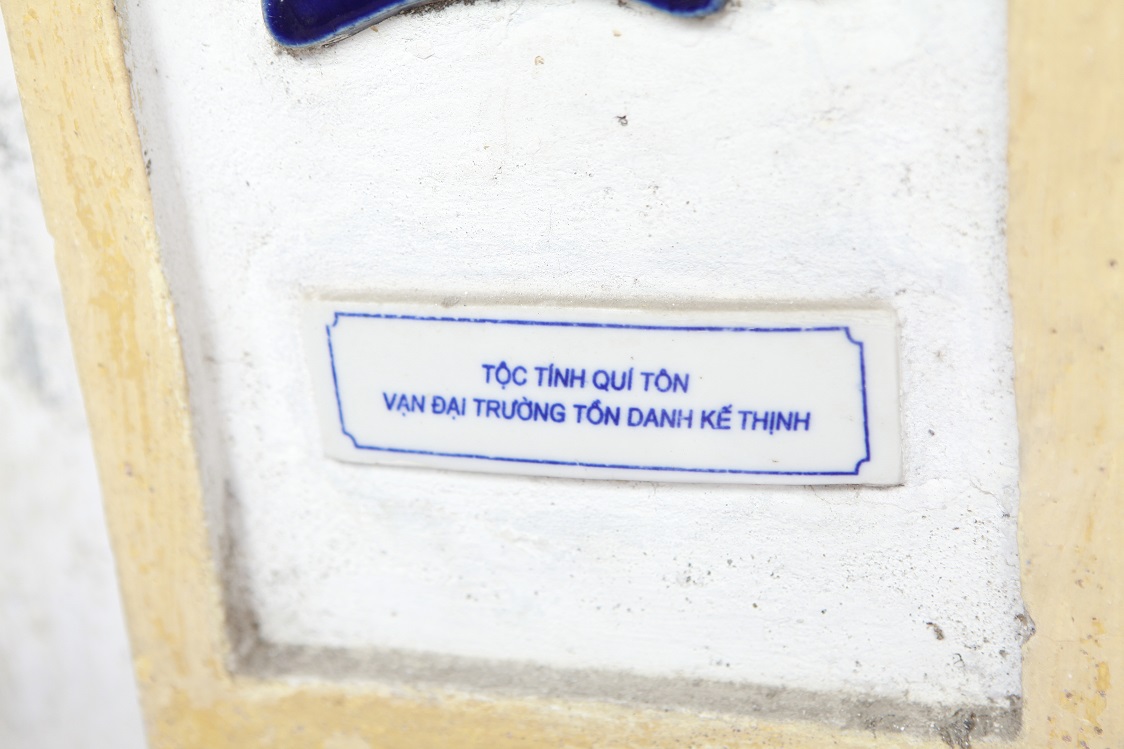 TỘC TÍNH QUÍ TÔN
VẠN ĐẠI TRƯỜNG TỒN DANH KẾ THỊNH